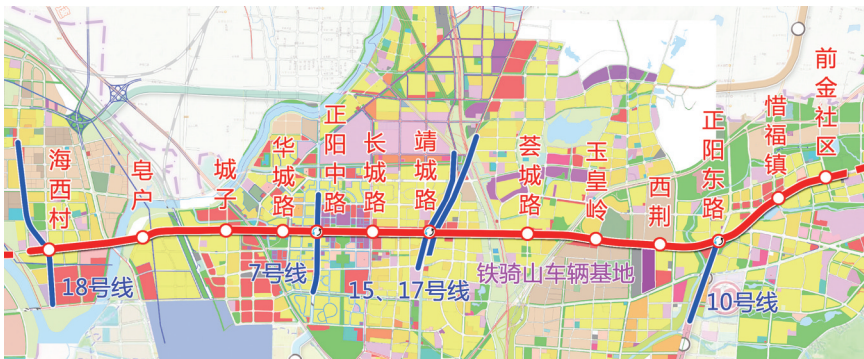 海西村
皂户
城子
华城路
正阳中路
长城路
靖城路
荟城路
玉皇岭
西荆
正阳东路
惜福镇
前金社区
18号线
7号线
15、17号线
铁骑山车辆基地
10号线